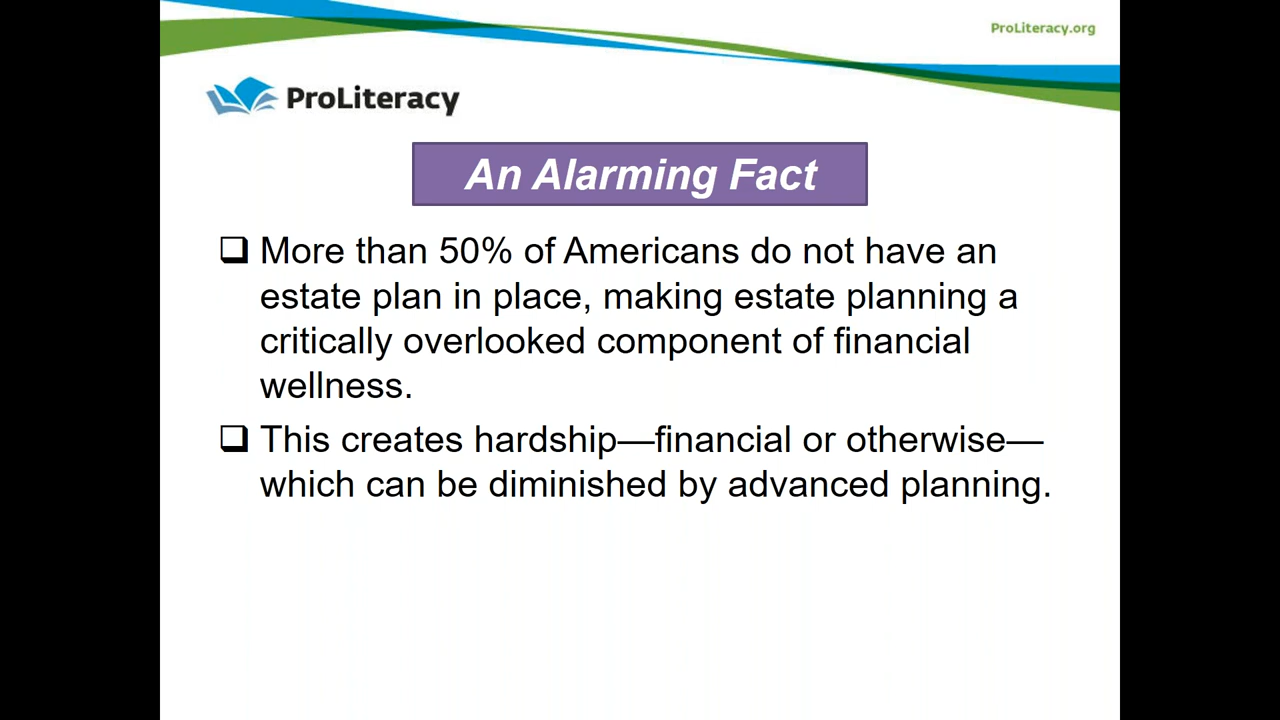 ProLiteracy.org
ProLiteracy
An Alarming Fact
❑ More than 50% of Americans do not have an
estate plan in place, making estate planning a
critically overlooked component of financial
wellness.
❑ This creates hardship—financial or otherwise—
which can be diminished by advanced planning.